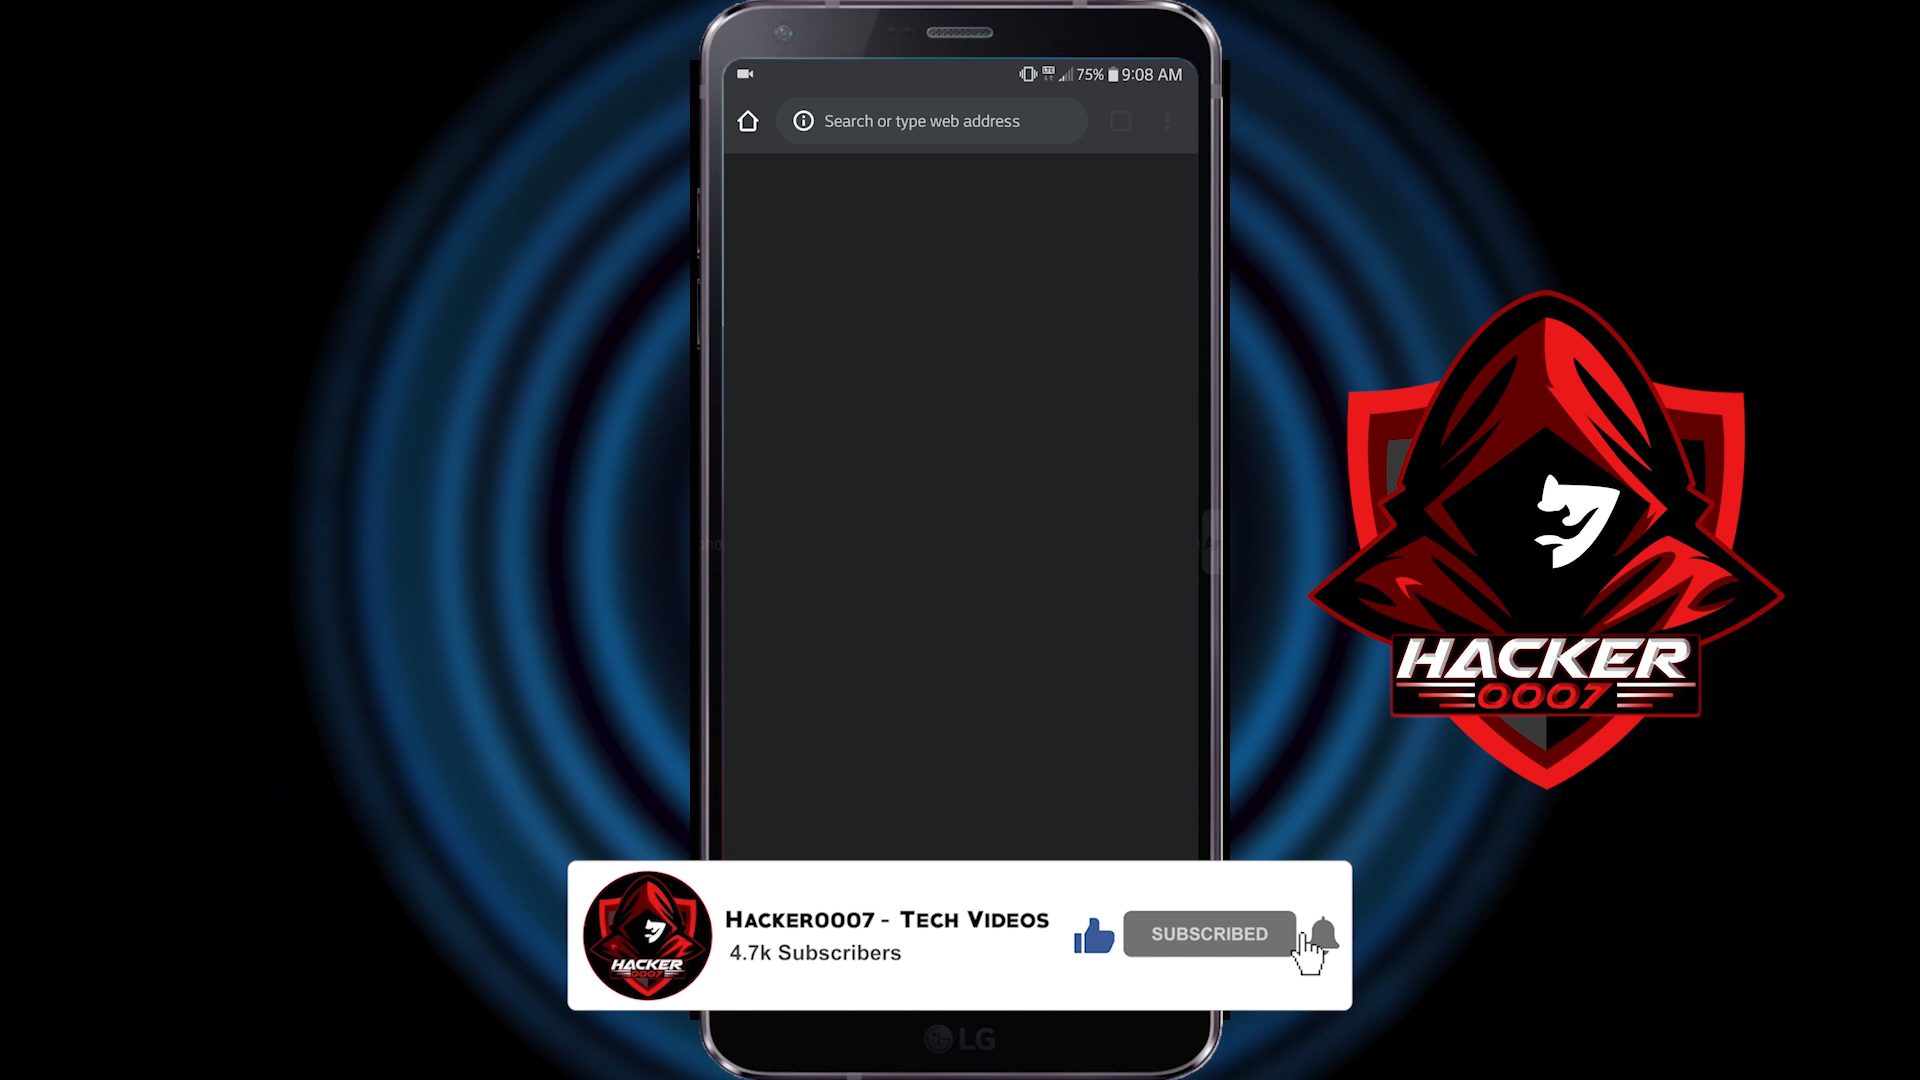 75% 9:08 AM
Search or type web address
HACKER
0007
Hacker0007 - Tech Videos
4.7k Subscribers
SUBSCRIBED
HACKER
0007
LG